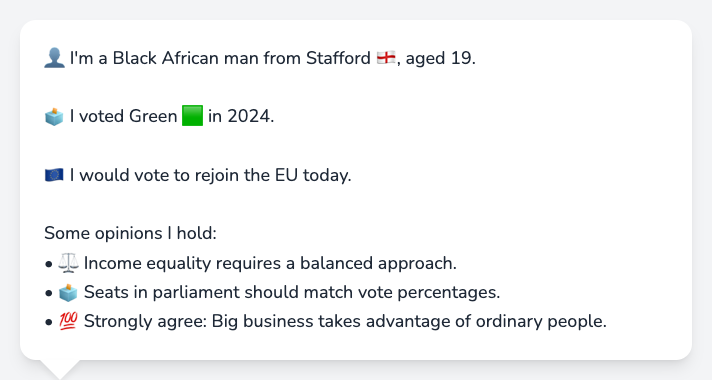 👤 I'm a Black African man from Stafford 🏴󠁧󠁢󠁥󠁮󠁧󠁿, aged 19.
🗳️ I voted Green 🟩 in 2024.
🇪🇺 I would vote to rejoin the EU today.
Some opinions I hold:
• ⚖️ Income equality requires a balanced approach.
• 🗳️ Seats in parliament should match vote percentages.
• 💯 Strongly agree: Big business takes advantage of ordinary people.